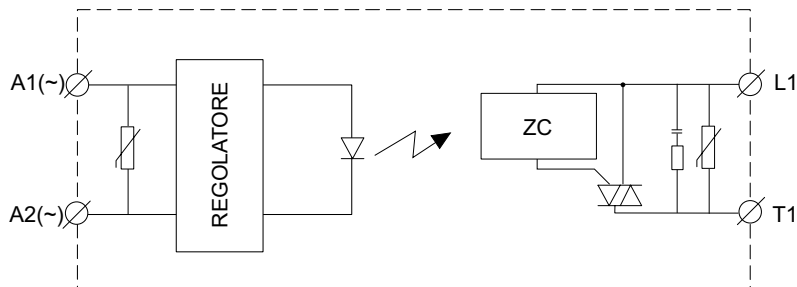 A1(~)
A2(~)
REGOLATORE
ZC
L1
T1